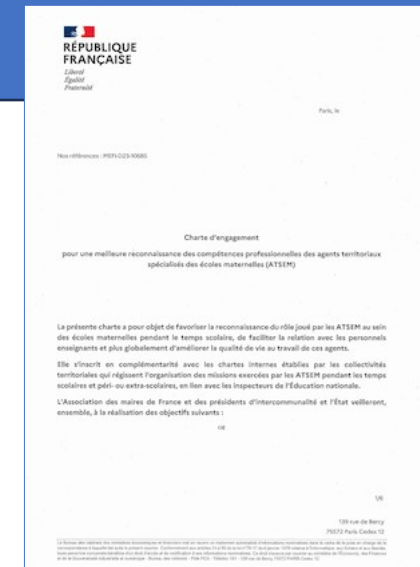 RÉPUBLIQUE
FRANÇAISE
Liberté
Égalité
Fraternité
Paris, le
Nos références : MEFI-D25-10685
Charte d'engagement
pour une meilleure reconnaissance des compétences professionnelles des agents territoriaux
spécialisés des écoles maternelles (ATSEM)
La présente charte a pour objet de favoriser la reconnaissance du rôle joué par les ATSEM au sein
des écoles maternelles pendant le temps scolaire, de faciliter la relation avec les personnels
enseignants et plus globalement d'améliorer la qualité de vie au travail de ces agents.
Elle s'inscrit en complémentarité avec les chartes internes établies par les collectivités
territoriales qui régissent l'organisation des missions exercées par les ATSEM pendant les temps
scolaires et péri- ou extra-scolaires, en lien avec les inspecteurs de l'Éducation nationale.
L'Association des maires de France et des présidents d'intercommunalité et l'État veilleront,
ensemble, à la réalisation des objectifs suivants :
1/8
139 rue de Bercy
75572 Paris Cedex 12